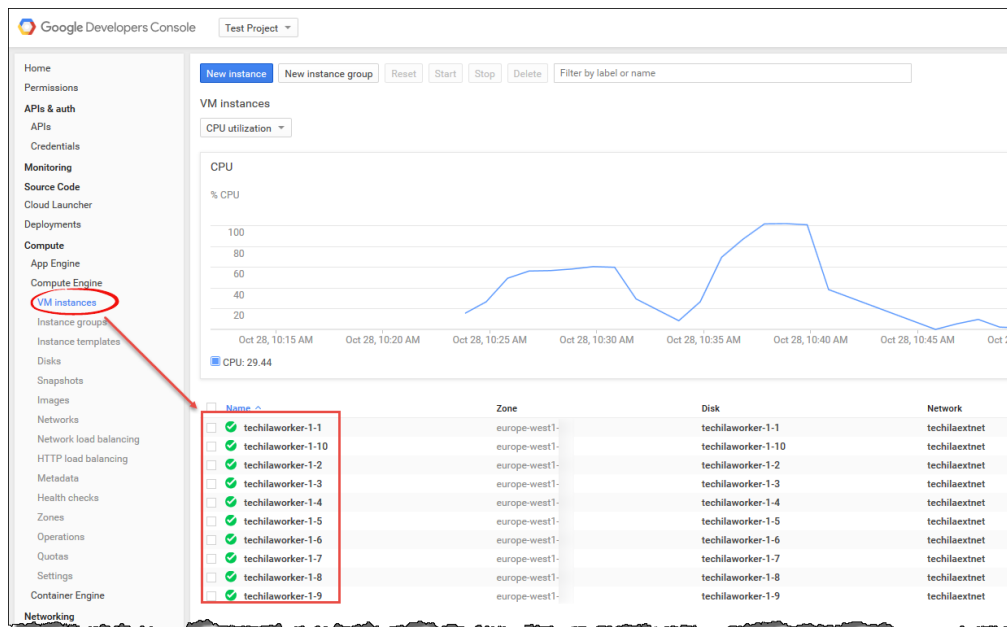 Google Developers Console
Test Project
Home
Permissions
APIs & auth
APIs
Credentials
Monitoring
Source Code
Cloud Launcher
Deployments
Compute
App Engine
Compute Engine
VM instances
Instance groups
Instance templates
Disks
Snapshots
Images
Networks
Network load balancing
HTTP load balancing
Metadata
Health checks
Zones
Operations
Quotas
Settings
Container Engine
Networking
New instance New instance group Reset Start Stop Delete Filter by label or name
VM instances
CPU utilization
CPU
% CPU
100
80
60
40
20
Oct 28, 10:15 AM Oct 28, 10:20 AM Oct 28, 10:25 AM Oct 28, 10:30 AM Oct 28, 10:35 AM Oct 28, 10:40 AM Oct 28, 10:45 AM Oct
CPU: 29.44
Name Zone Disk Network
techilaworker-1-1 europe-west1- techilaworker-1-1 techilaextnet
techilaworker-1-10 europe-west1- techilaworker-1-10 techilaextnet
techilaworker-1-2 europe-west1- techilaworker-1-2 techilaextnet
techilaworker-1-3 europe-west1- techilaworker-1-3 techilaextnet
techilaworker-1-4 europe-west1- techilaworker-1-4 techilaextnet
techilaworker-1-5 europe-west1- techilaworker-1-5 techilaextnet
techilaworker-1-6 europe-west1- techilaworker-1-6 techilaextnet
techilaworker-1-7 europe-west1- techilaworker-1-7 techilaextnet
techilaworker-1-8 europe-west1- techilaworker-1-8 techilaextnet
techilaworker-1-9 europe-west1- techilaworker-1-9 techilaextnet